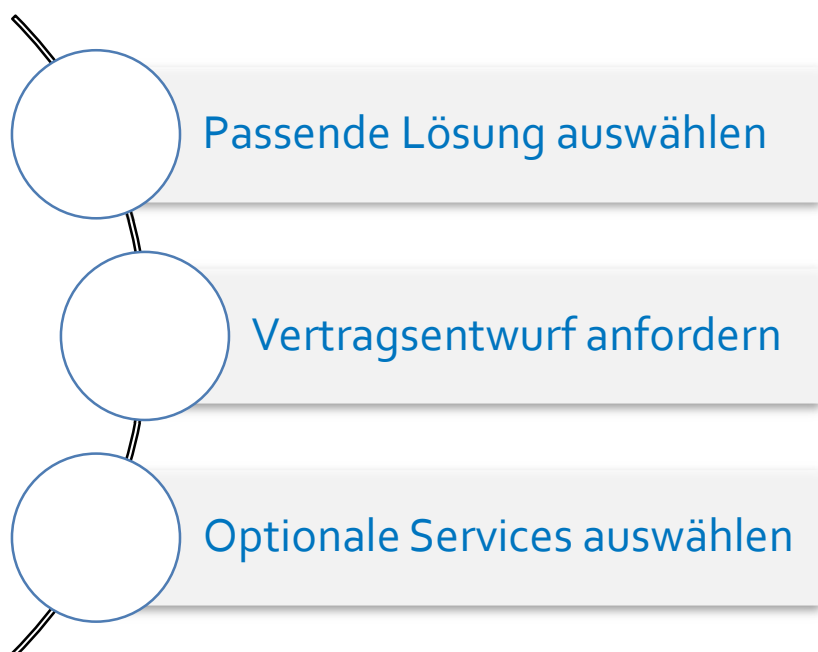 Passende Lösung auswählen
Vertragsentwurf anfordern
Optionale Services auswählen